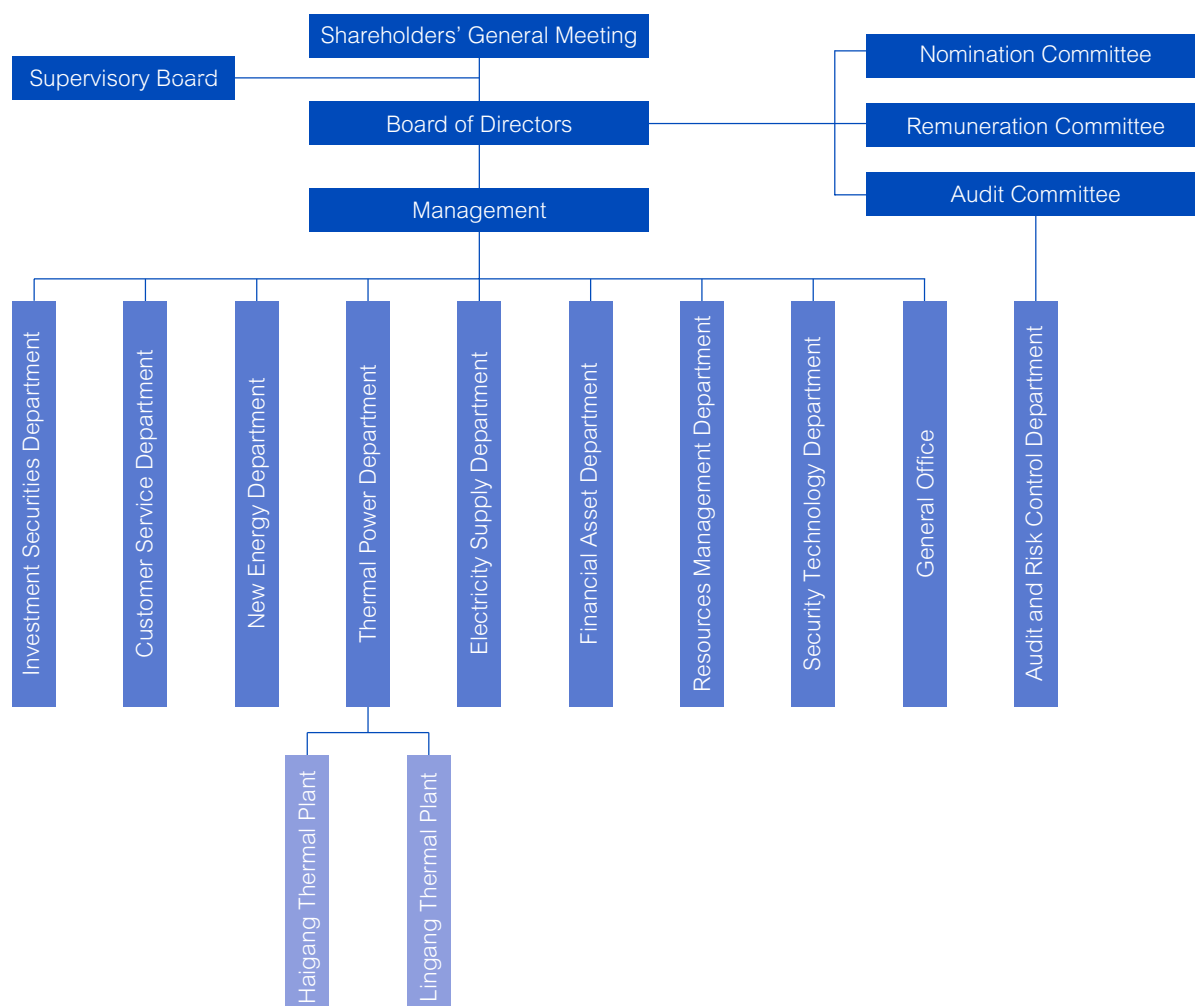 Shareholders’ General Meeting
Supervisory Board
Board of Directors
Management
Nomination Committee
Remuneration Committee
Audit Committee
Investment Securities Department
Customer Service Department
New Energy Department
Thermal Power Department
Electricity Supply Department
Financial Asset Department
Resources Management Department
Security Technology Department
General Office
Audit and Risk Control Department
Haigang Thermal Plant
Lingang Thermal Plant